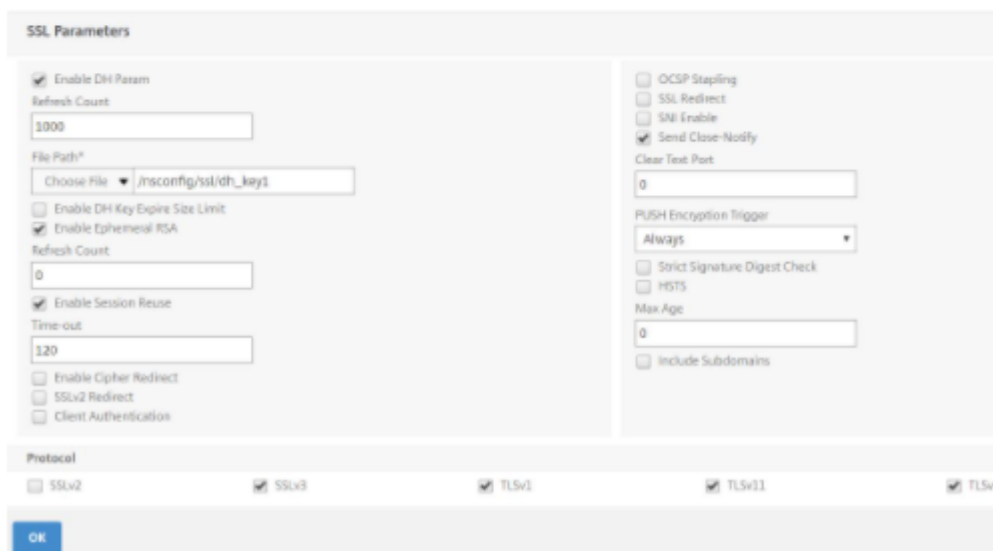 SSL Parameters
Enable DH Param
Refresh Count
1000
File Path*
Choose File /nsconfig/ssl/dh_key1
Enable DH Key Expire Size Limit
Enable Ephemeral RSA
Refresh Count
0
Enable Session Reuse
Time-out
120
Enable Cipher Redirect
SSLv2 Redirect
Client Authentication
OCSP Stapling
SSL Redirect
SNI Enable
Send Close-Notify
Clear Text Port
0
PUSH Encryption Trigger
Always
Strict Signature Digest Check
HSTS
Max Age
0
Include Subdomains
Protocol
SSLv2 SSLv3 TLSv1 TLSv11 TLSv
OK